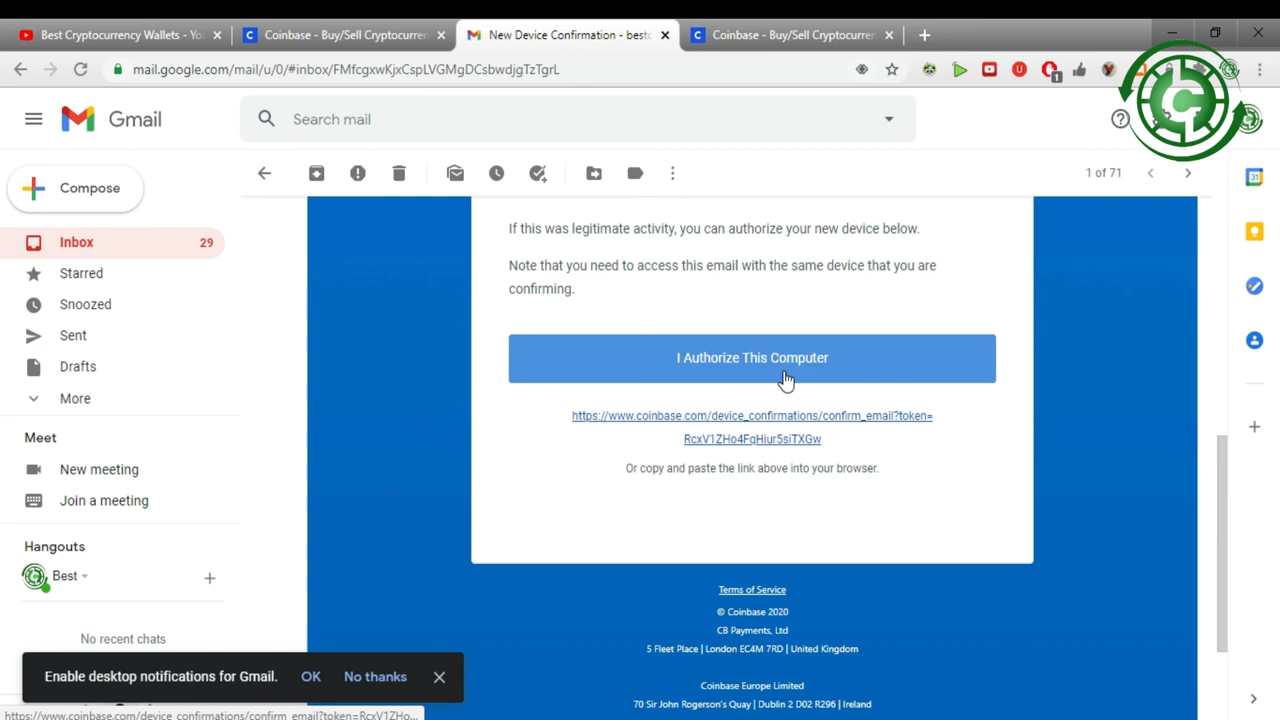 Best Cryptocurrency Wallets - Yo
Coinbase - Buy/Sell Cryptocurren
New Device Confirmation - bestc
Coinbase - Buy/Sell Cryptocurren
mail.google.com/mail/u/0/#inbox/FMfcgxwKjxCspLVGMgDCsbwdjglzTgrL
1
Gmail
Search mail
Compose
1 of 71
Inbox 29
Starred
Snoozed
Sent
Drafts
More
Meet
New meeting
Join a meeting
Hangouts
Best
No recent chats
If this was legitimate activity, you can authorize your new device below.
Note that you need to access this email with the same device that you are
confirming.
I Authorize This Computer
https://www.coinbase.com/device_confirmations/confirm_email?token=
RcxV1ZHo4FqHiur5siTXGw
Or copy and paste the link above into your browser.
Terms of Service
© Coinbase 2020
CB Payments, Ltd
5 Fleet Place | London EC4M 7RD | United Kingdom
Coinbase Europe Limited
70 Sir John Rogerson's Quay | Dublin 2 D02 R296 | Ireland
Enable desktop notifications for Gmail. OK No thanks
https://www.coinbase.com/device_confirmations/confirm_email?token=RcxV1ZHo...